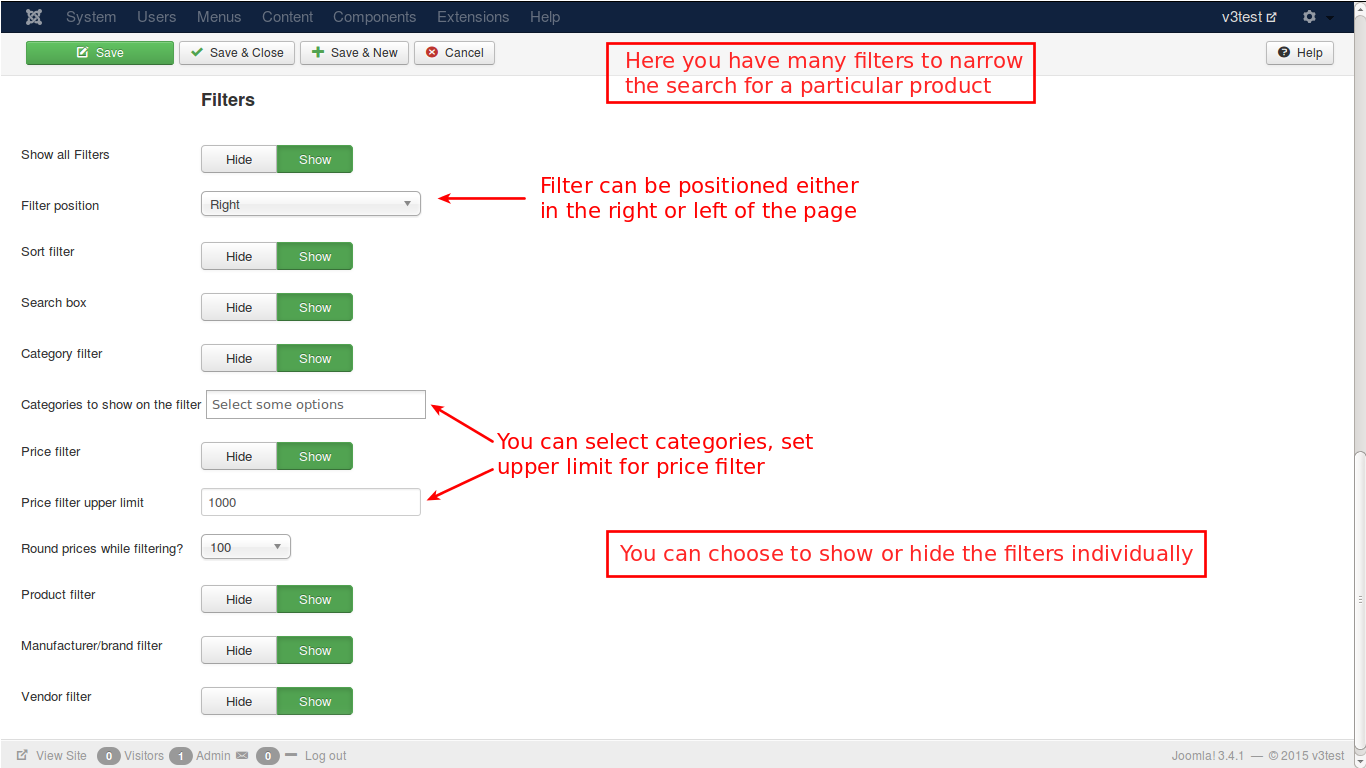 System Users Menus Content Components Extensions Help v3test
Save Save & Close Save & New Cancel Help
Here you have many filters to narrow
the search for a particular product
Filters
Show all Filters Hide Show
Filter position Right
Filter can be positioned either
in the right or left of the page
Sort filter Hide Show
Search box Hide Show
Category filter Hide Show
Categories to show on the filter Select some options
You can select categories, set
upper limit for price filter
Price filter Hide Show
Price filter upper limit 1000
Round prices while filtering? 100
You can choose to show or hide the filters individually
Product filter Hide Show
Manufacturer/brand filter Hide Show
Vendor filter Hide Show
View Site 0 Visitors 1 Admin 0 Log out Joomla! 3.4.1 — © 2015 v3test